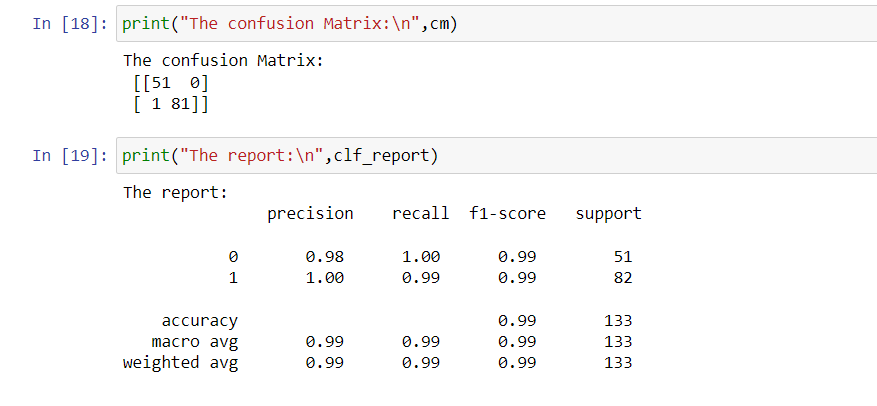 In [18]: print("The confusion Matrix:\n",cm)
The confusion Matrix:
[[51  0]
[ 1 81]]
In [19]: print("The report:\n",clf_report)
The report:
precision    recall  f1-score   support
0       0.98      1.00      0.99        51
1       1.00      0.99      0.99        82
accuracy                           0.99       133
macro avg       0.99      0.99      0.99       133
weighted avg       0.99      0.99      0.99       133